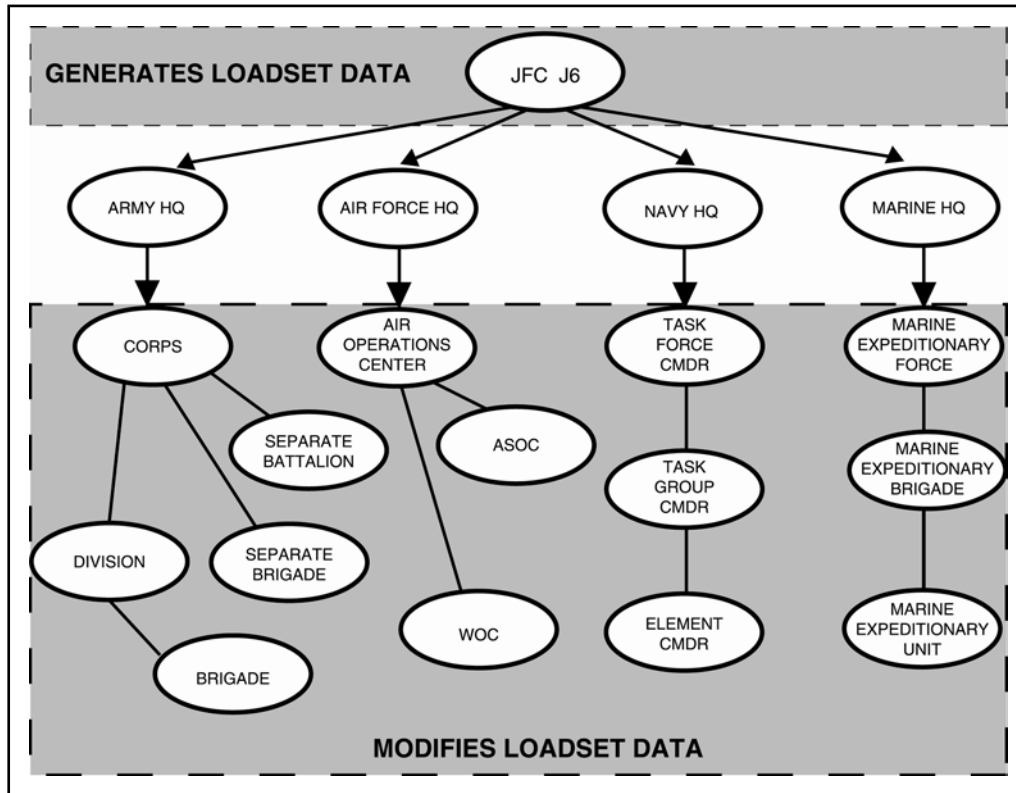 GENERATES LOADSET DATA
JFC J6
ARMY HQ
AIR FORCE HQ
NAVY HQ
MARINE HQ
CORPS
AIR
OPERATIONS
CENTER
TASK
FORCE
CMDR
MARINE
EXPEDITIONARY
FORCE
SEPARATE
BATTALION
ASOC
TASK
GROUP
CMDR
MARINE
EXPEDITIONARY
BRIGADE
DIVISION
SEPARATE
BRIGADE
WOC
ELEMENT
CMDR
MARINE
EXPEDITIONARY
UNIT
BRIGADE
MODIFIES LOADSET DATA